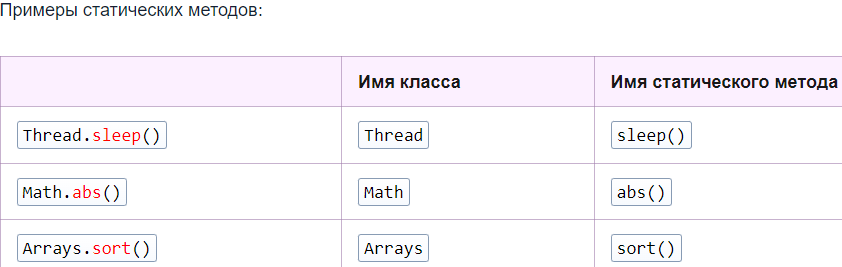 Примеры статических методов:
Имя класса Имя статического метода
Thread.sleep() Thread sleep()
Math.abs() Math abs()
Arrays.sort() Arrays sort()